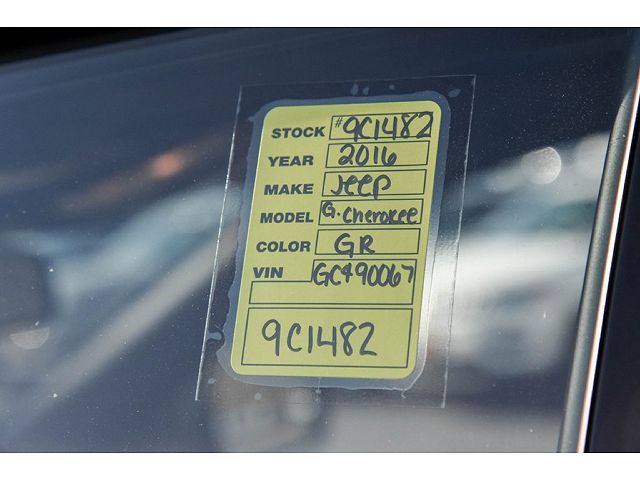 STOCK #9C1482
YEAR 2016
MAKE Jeep
MODEL G. Cherokee
COLOR GR
VIN GC490067
9C1482